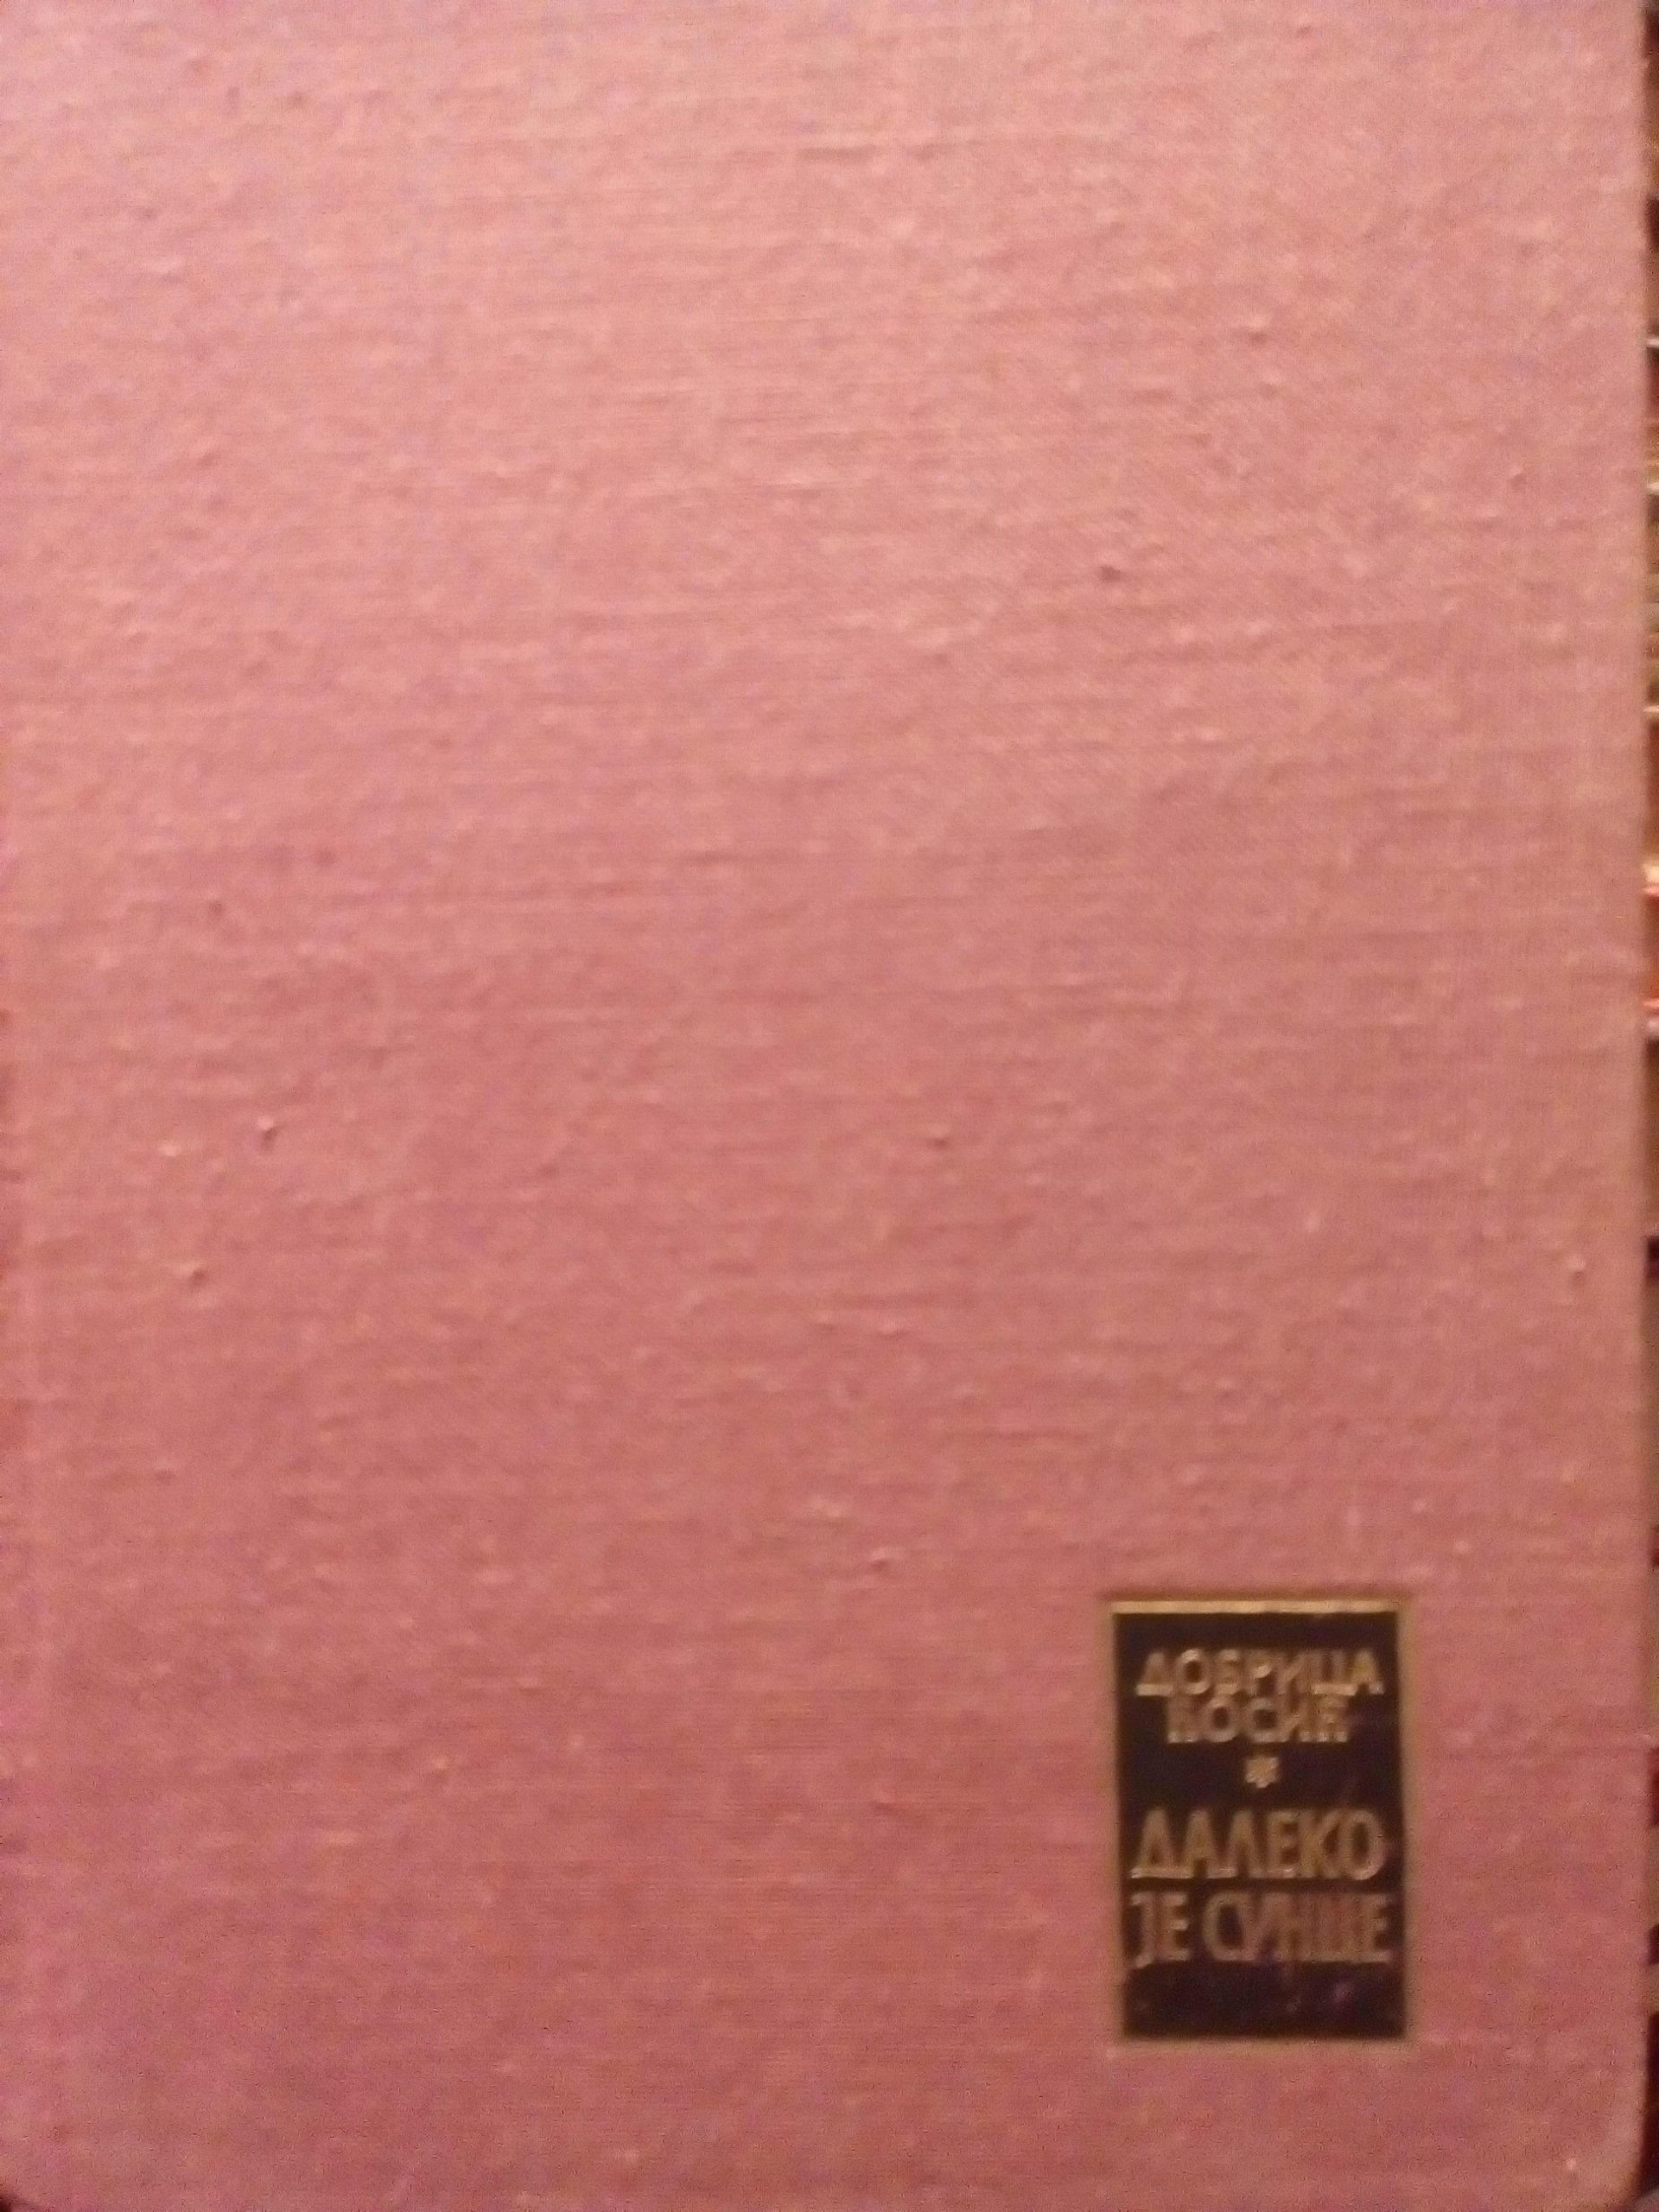 ДОБРИЦА
ЋОСИЋ
*
ДАЛЕКО
ЈЕ СУНЦЕ